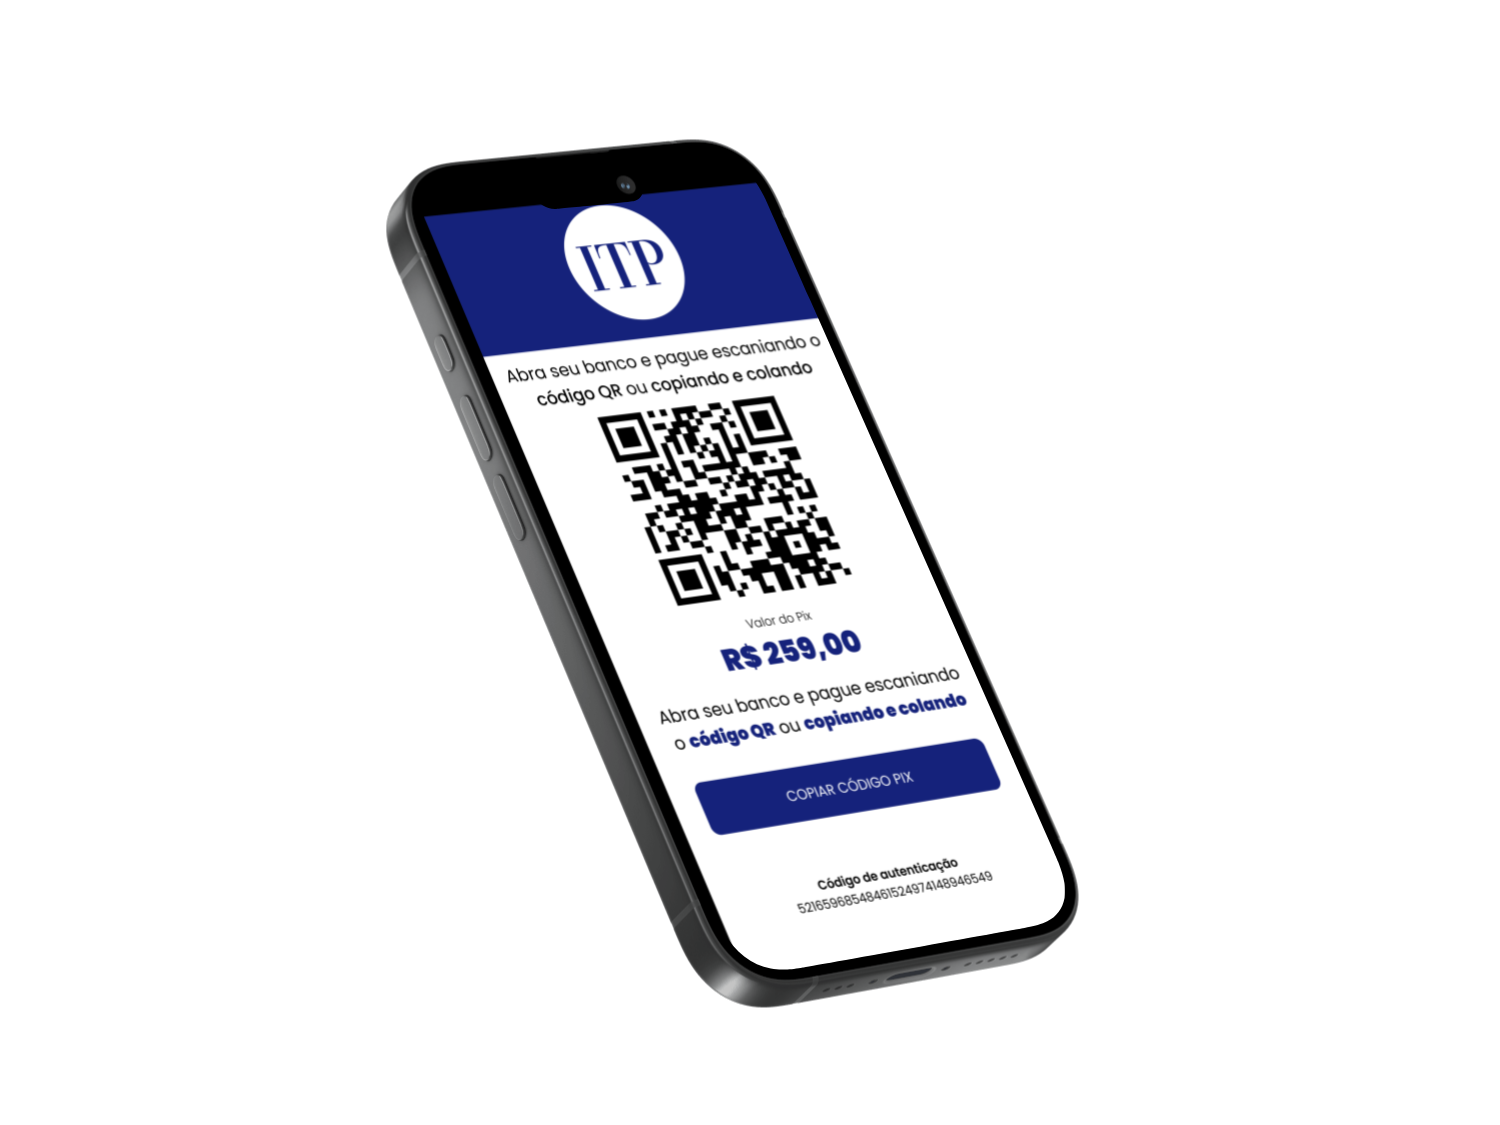 ITP
Abra seu banco e pague escaniando o
código QR ou copiando e colando
Valor do Pix
R$ 259,00
Abra seu banco e pague escaniando
o código QR ou copiando e colando
COPIAR CÓDIGO PIX
Código de autenticação
52165968548461524974148946549